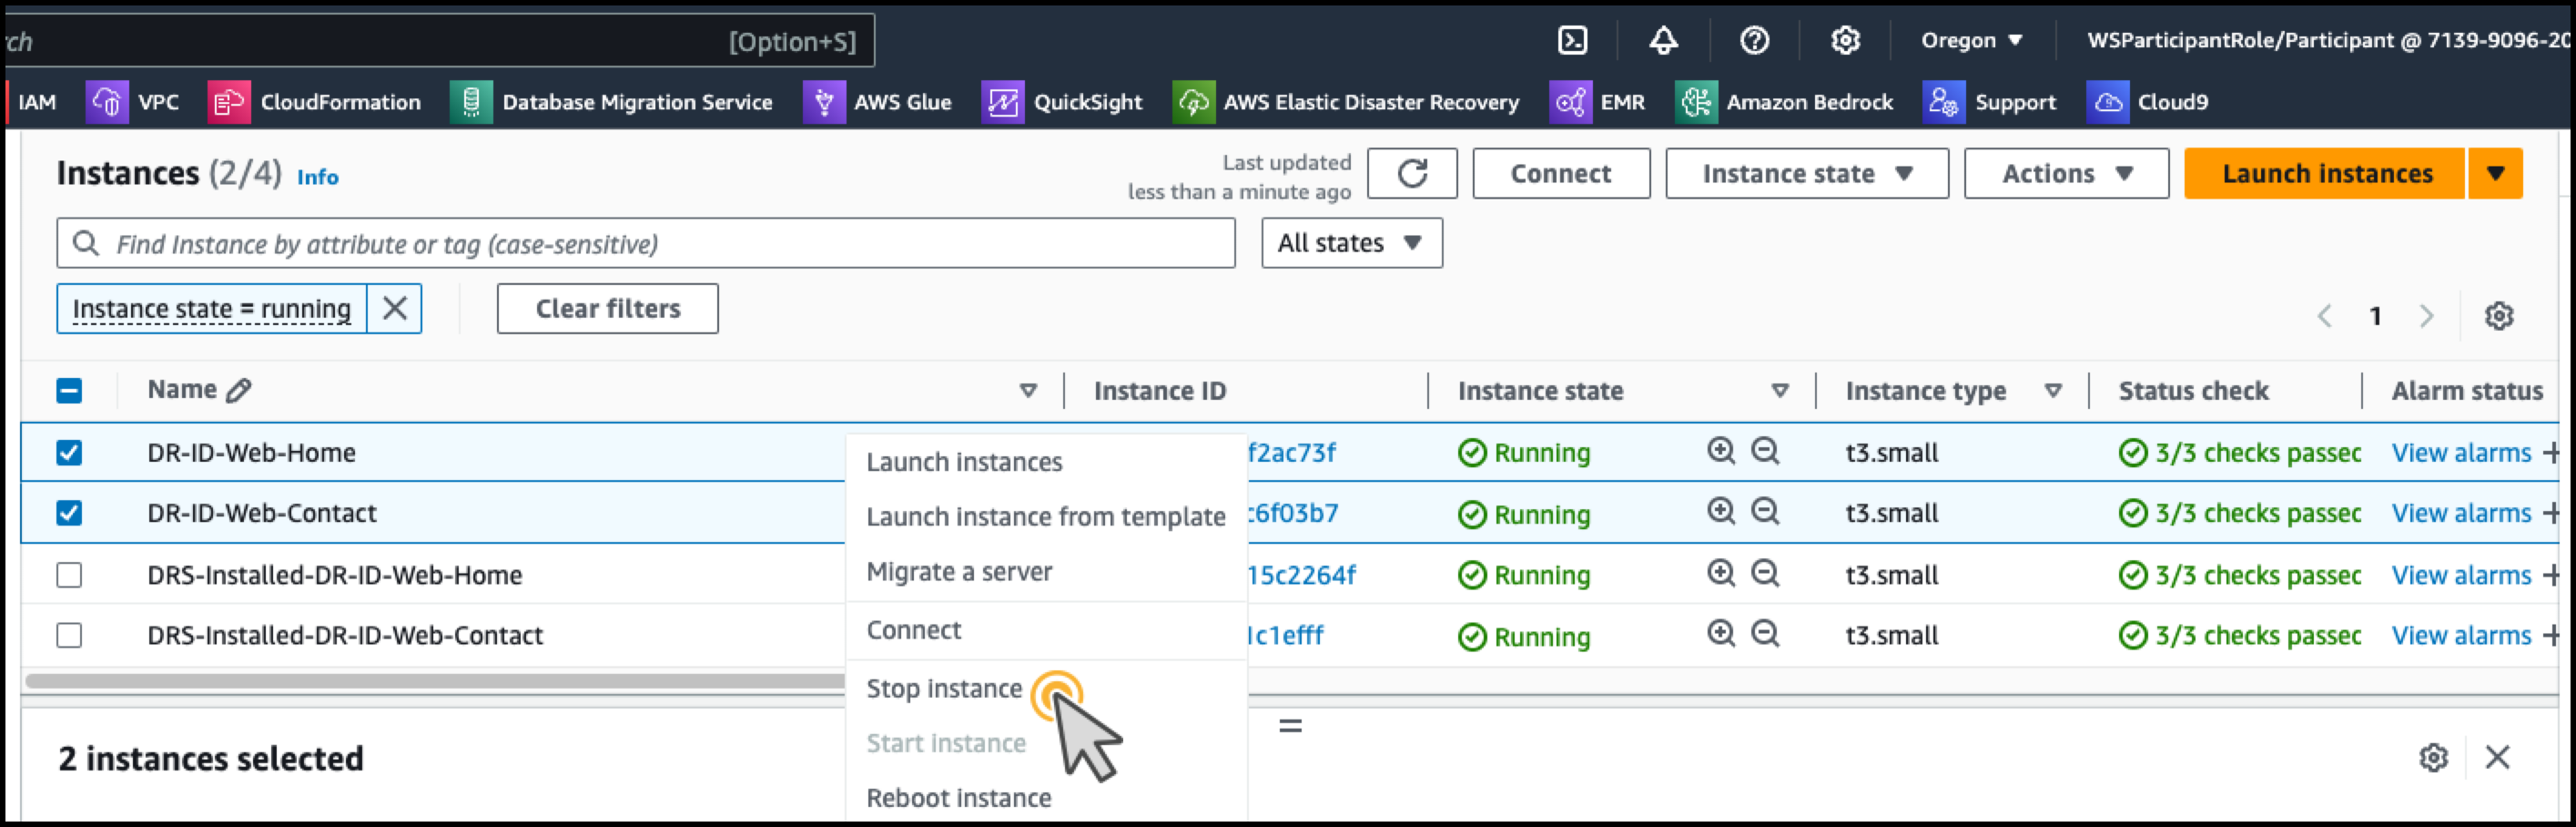 [Option+S]
Oregon ▼
WSParticipantRole/Participant @ 7139-9096-20
IAM
VPC
CloudFormation
Database Migration Service
AWS Glue
QuickSight
AWS Elastic Disaster Recovery
EMR
Amazon Bedrock
Support
Cloud9
Instances (2/4) Info
Last updated
less than a minute ago
Connect
Instance state ▼
Actions ▼
Launch instances
Find Instance by attribute or tag (case-sensitive)
All states ▼
Instance state = running
Clear filters
1
Name
Instance ID
Instance state
Instance type
Status check
Alarm status
DR-ID-Web-Home
f2ac73f
Running
t3.small
3/3 checks passec
View alarms +
DR-ID-Web-Contact
c6f03b7
Running
t3.small
3/3 checks passec
View alarms +
DRS-Installed-DR-ID-Web-Home
15c2264f
Running
t3.small
3/3 checks passec
View alarms +
DRS-Installed-DR-ID-Web-Contact
1c1efff
Running
t3.small
3/3 checks passec
View alarms +
Launch instances
Launch instance from template
Migrate a server
Connect
Stop instance
Start instance
Reboot instance
2 instances selected